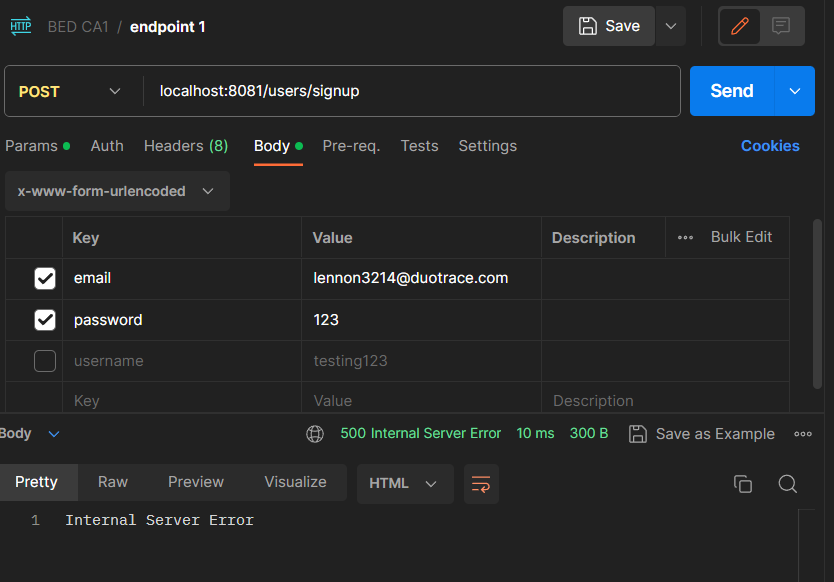 HTTP BED CA1 / endpoint 1 Save
POST localhost:8081/users/signup Send
Params Auth Headers (8) Body Pre-req. Tests Settings Cookies
x-www-form-urlencoded
Key Value Description ••• Bulk Edit
email lennon3214@duotrace.com
password 123
username testing123
Key Value Description
Body 500 Internal Server Error 10 ms 300 B Save as Example •••
Pretty Raw Preview Visualize HTML
1 Internal Server Error